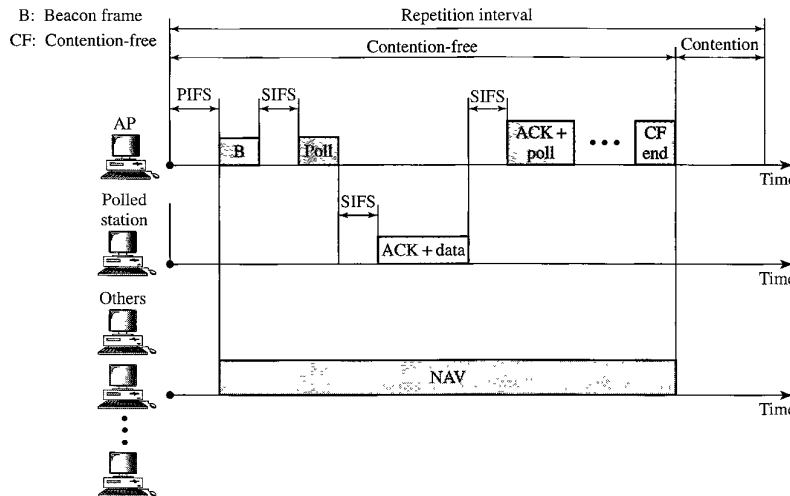 B: Beacon frame
CF: Contention-free
Repetition interval
Contention-free
Contention
PIFS
SIFS
SIFS
AP
B
Poll
ACK +
poll
• • •
CF
end
Time
Polled
station
SIFS
ACK + data
Time
Others
NAV
Time